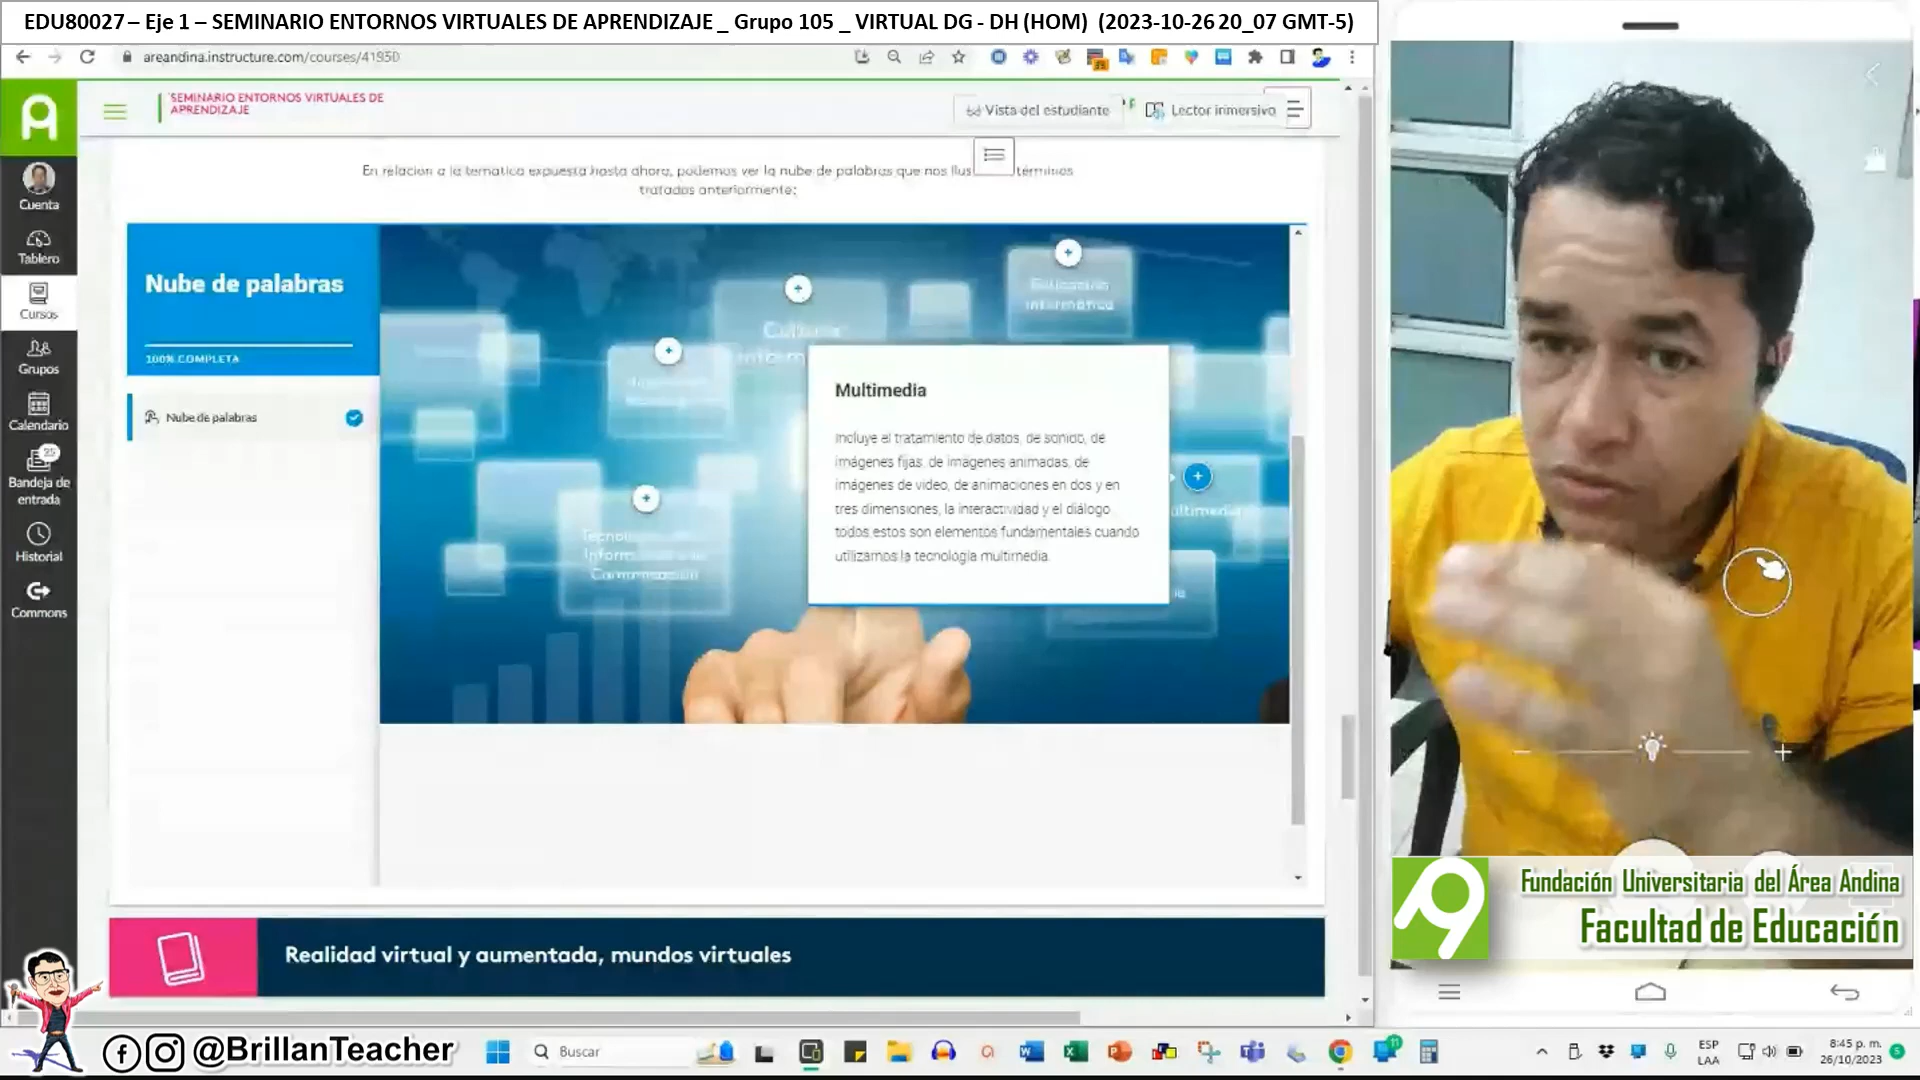 EDU80027 – Eje 1 – SEMINARIO ENTORNOS VIRTUALES DE APRENDIZAJE _ Grupo 105 _ VIRTUAL DG - DH (HOM) (2023-10-26 20_07 GMT-5)
areandina.instructure.com/courses/41950
SEMINARIO ENTORNOS VIRTUALES DE
APRENDIZAJE
Vista del estudiante
Lector inmersivo
En relación a la temática expuesta hasta ahora, podemos ver la nube de palabras que nos ilus términos
tratados anteriormente:
Cuenta
Tablero
Cursos
Grupos
Calendario
25
Bandeja de
entrada
Historial
Commons
Nube de palabras
100% COMPLETA
Nube de palabras
Educación
informática
Multimedia
Incluye el tratamiento de datos, de sonido, de
imágenes fijas, de imágenes animadas, de
imágenes de video, de animaciones en dos y en
tres dimensiones, la interactividad y el diálogo
todos estos son elementos fundamentales cuando
utilizamos la tecnología multimedia.
ultimedia
Comunicación
Realidad virtual y aumentada, mundos virtuales
Fundación Universitaria del Área Andina
Facultad de Educación
@BrillanTeacher
Buscar
ESP
LAA
8:45 p. m.
26/10/2023